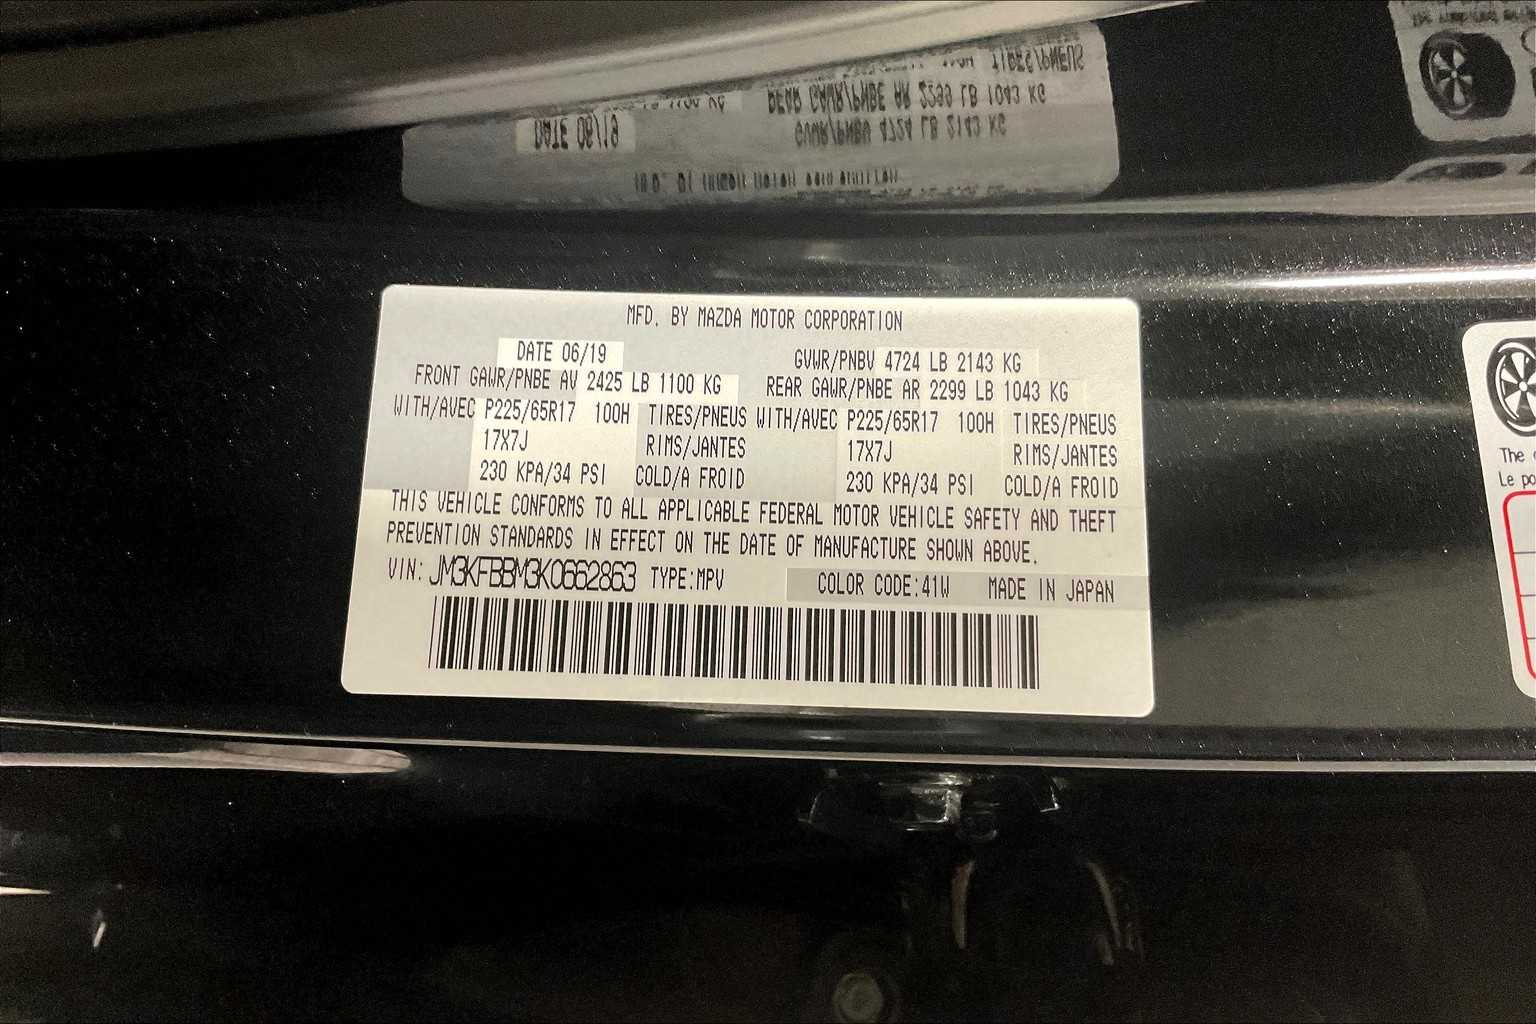 MFD. BY MAZDA MOTOR CORPORATION
DATE 06/19 GVWR/PNBV 4724 LB 2143 KG
FRONT GAWR/PNBE AV 2425 LB 1100 KG REAR GAWR/PNBE AR 2299 LB 1043 KG
WITH/AVEC P225/65R17 100H TIRES/PNEUS WITH/AVEC P225/65R17 100H TIRES/PNEUS
17X7J RIMS/JANTES 17X7J RIMS/JANTES
230 KPA/34 PSI COLD/A FROID 230 KPA/34 PSI COLD/A FROID
THIS VEHICLE CONFORMS TO ALL APPLICABLE FEDERAL MOTOR VEHICLE SAFETY AND THEFT
PREVENTION STANDARDS IN EFFECT ON THE DATE OF MANUFACTURE SHOWN ABOVE.
VIN: JM3KFBBM3K0662863 TYPE:MPV COLOR CODE:41W MADE IN JAPAN
The
Le